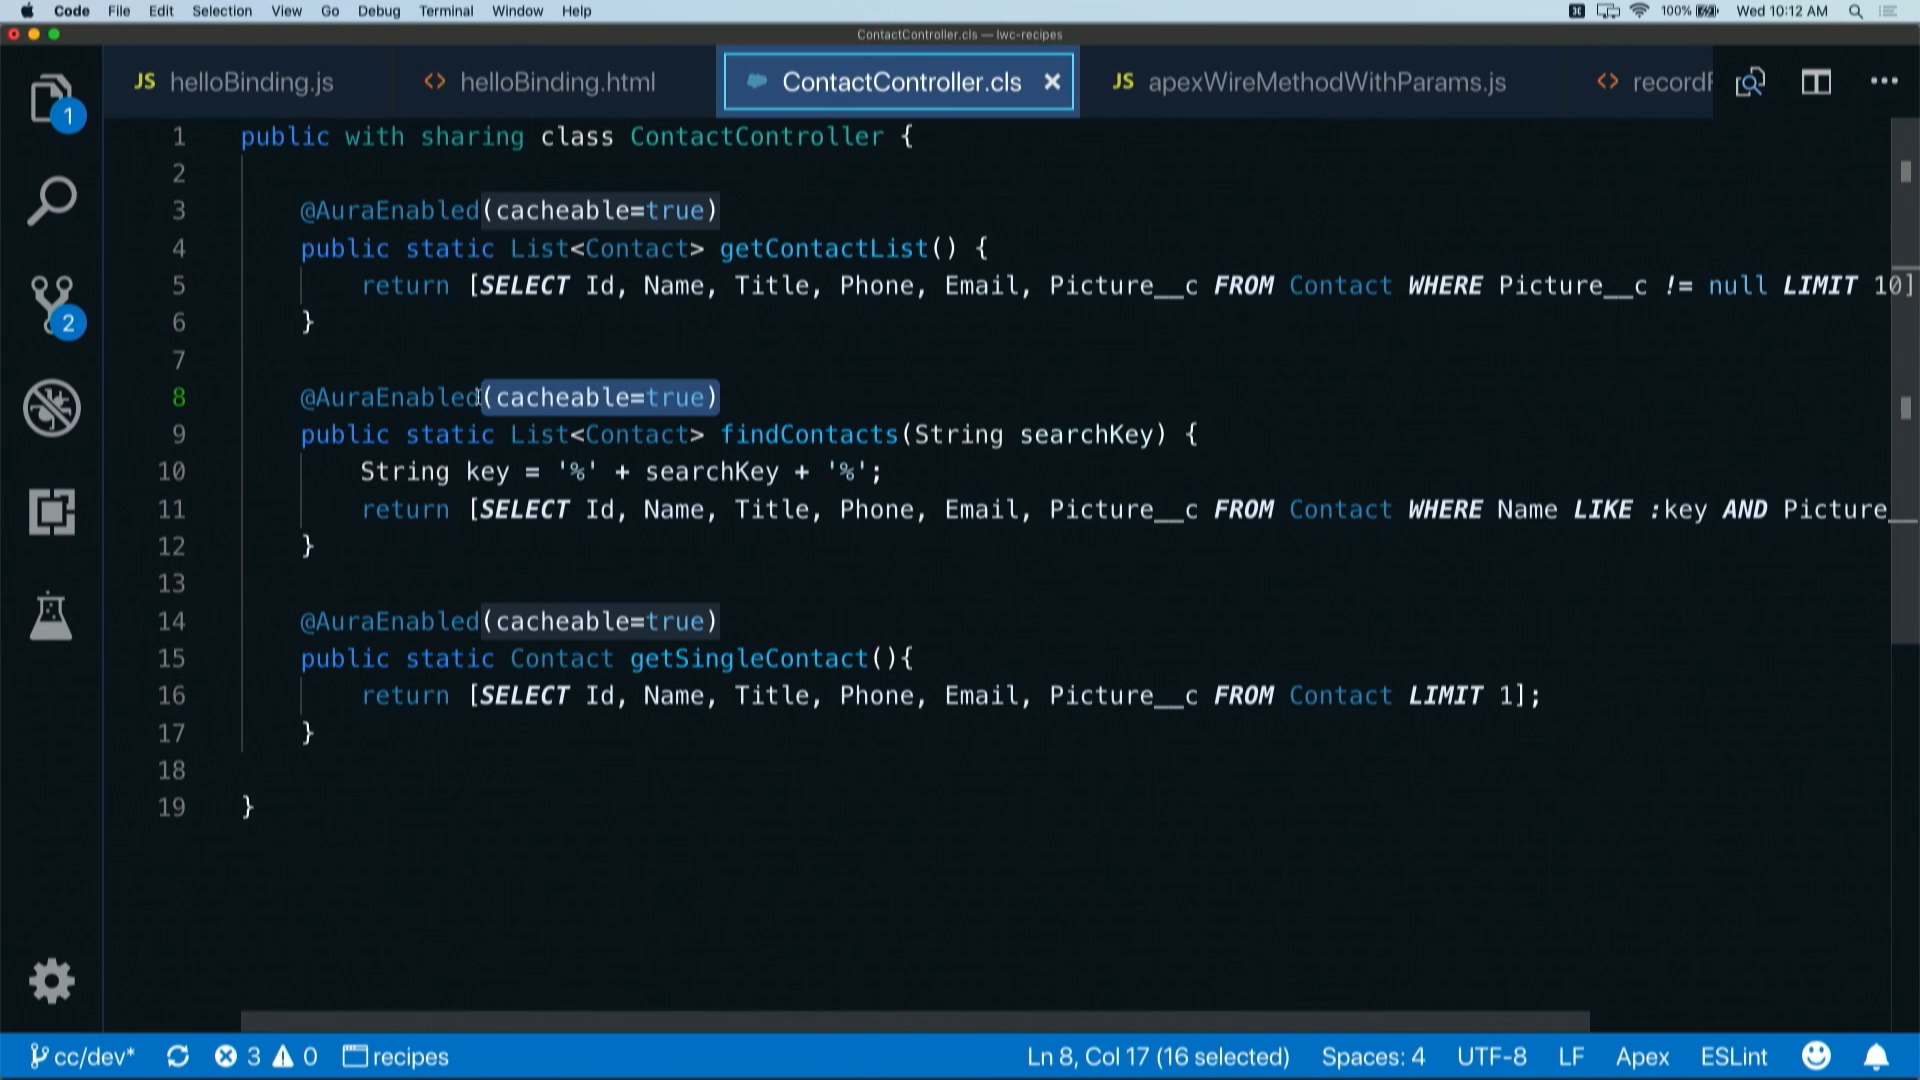 Code File Edit Selection View Go Debug Terminal Window Help 100% Wed 10:12 AM
ContactController.cls — lwc-recipes
JS helloBinding.js <> helloBinding.html ContactController.cls × JS apexWireMethodWithParams.js <> record
1 public with sharing class ContactController {
2
3 @AuraEnabled(cacheable=true)
4 public static List<Contact> getContactList() {
5 return [SELECT Id, Name, Title, Phone, Email, Picture__c FROM Contact WHERE Picture__c != null LIMIT 10]
6 }
7
8 @AuraEnabled(cacheable=true)
9 public static List<Contact> findContacts(String searchKey) {
10 String key = '%' + searchKey + '%';
11 return [SELECT Id, Name, Title, Phone, Email, Picture__c FROM Contact WHERE Name LIKE :key AND Picture__
12 }
13
14 @AuraEnabled(cacheable=true)
15 public static Contact getSingleContact(){
16 return [SELECT Id, Name, Title, Phone, Email, Picture__c FROM Contact LIMIT 1];
17 }
18
19 }
1
2
cc/dev* 3 0 recipes Ln 8, Col 17 (16 selected) Spaces: 4 UTF-8 LF Apex ESLint